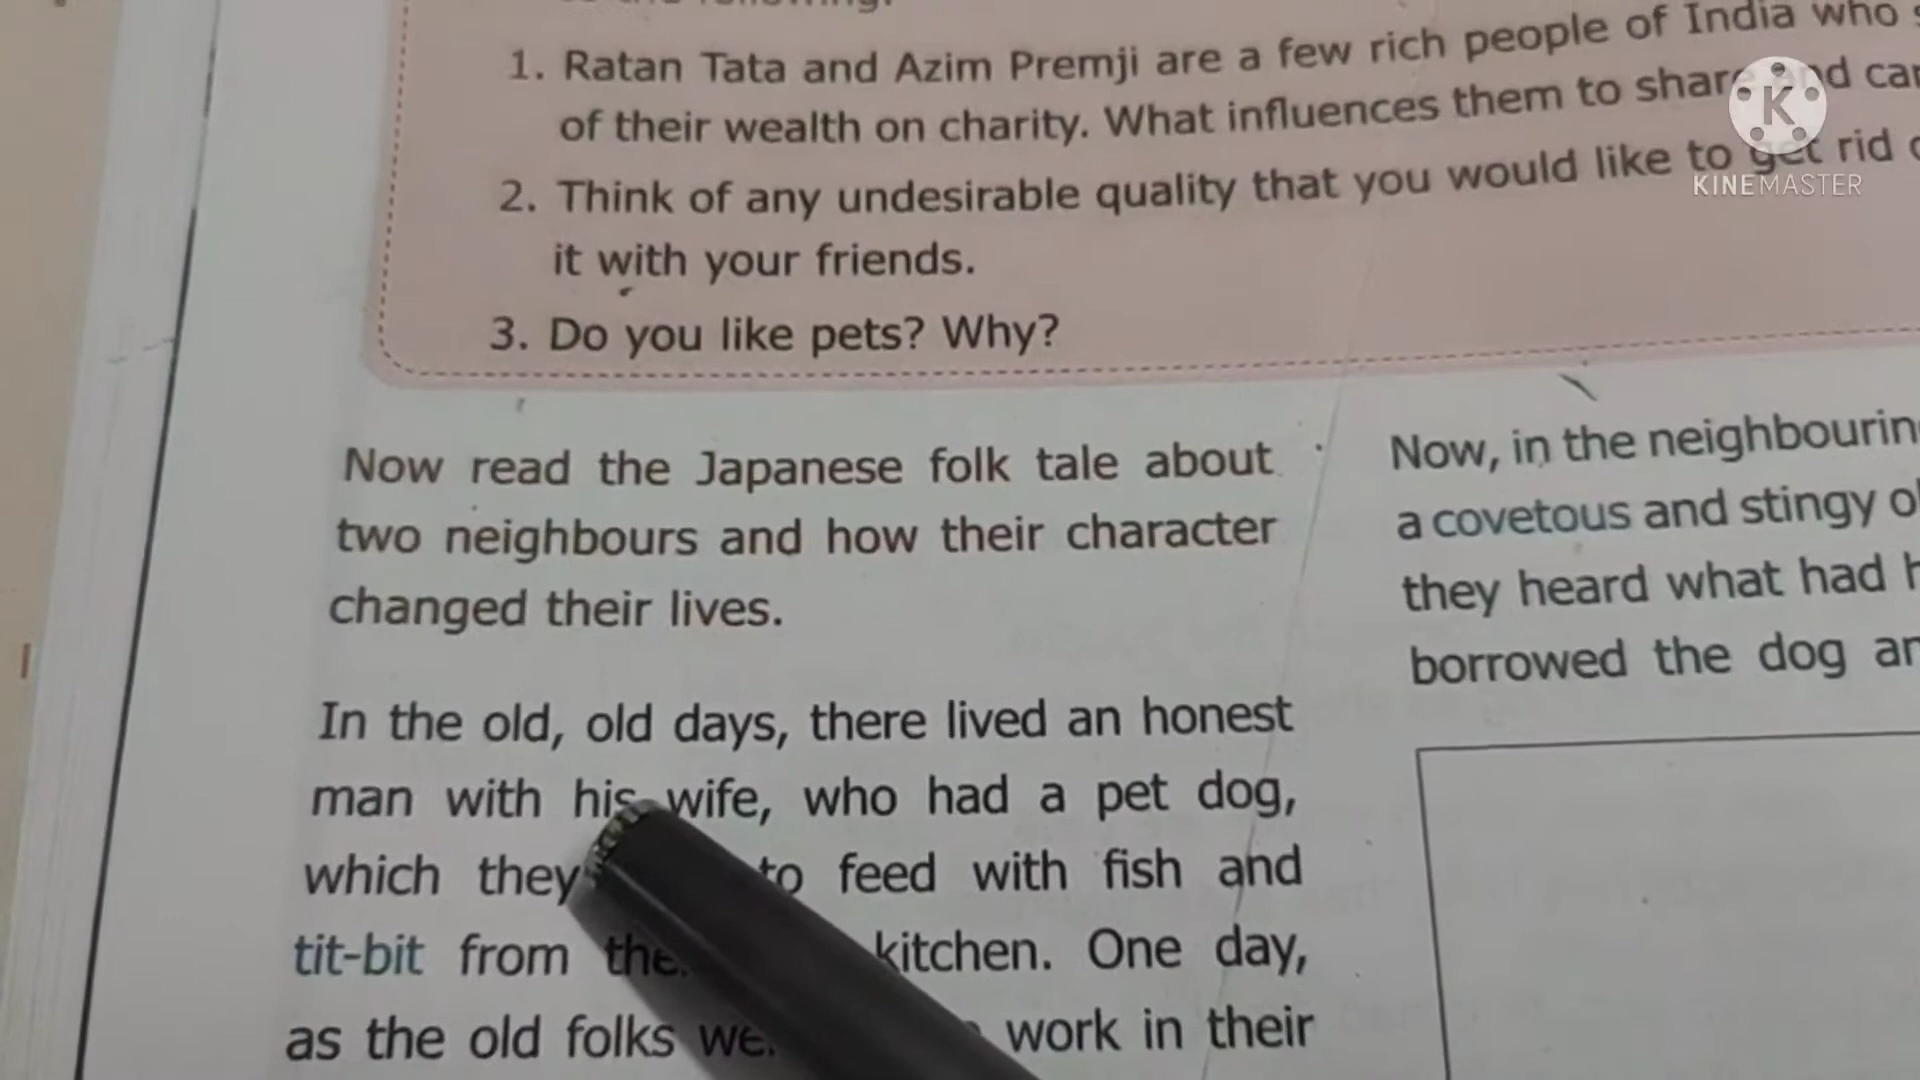 1. Ratan Tata and Azim Premji are a few rich people of India who
of their wealth on charity. What influences them to share and
2. Think of any undesirable quality that you would like to get rid
it with your friends.
3. Do you like pets? Why?
Now read the Japanese folk tale about
two neighbours and how their character
changed their lives.
In the old, old days, there lived an honest
man with his wife, who had a pet dog,
which they to feed with fish and
tit-bit from kitchen. One day,
as the old folks work in their
Now, in the
a covetous and stingy
they heard what had
borrowed the dog
K
KINEMASTER